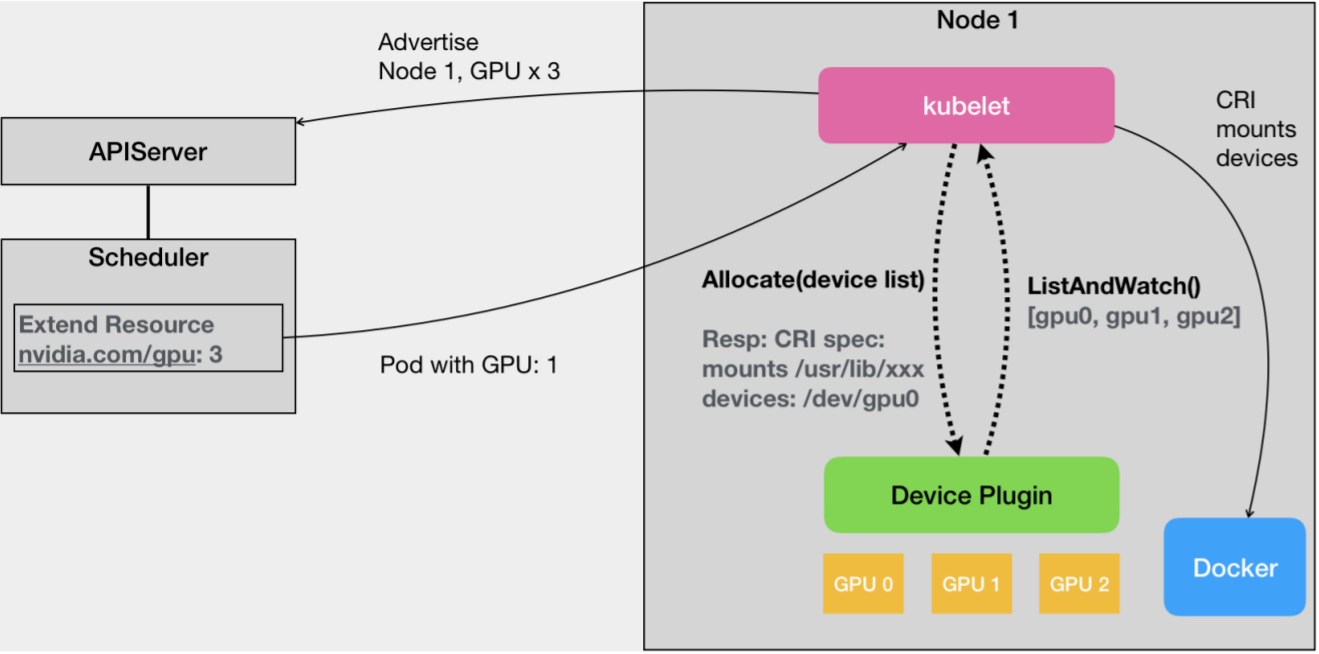 Node 1
Advertise
Node 1, GPU x 3
kubelet
CRI
mounts
devices
APIServer
Scheduler
Extend Resource
nvidia.com/gpu: 3
Pod with GPU: 1
Allocate(device list)
Resp: CRI spec:
mounts /usr/lib/xxx
devices: /dev/gpu0
ListAndWatch()
[gpu0, gpu1, gpu2]
Device Plugin
GPU 0
GPU 1
GPU 2
Docker